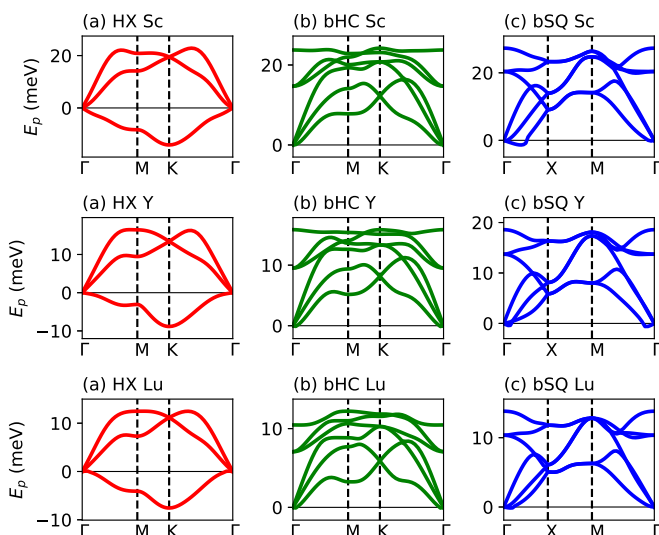 (a) HX Sc (b) bHC Sc (c) bSQ Sc
E_p (meV)
20
0
20
0
20
0
Γ M K Γ Γ M K Γ Γ X M Γ
(a) HX Y (b) bHC Y (c) bSQ Y
E_p (meV)
10
0
−10
10
0
20
10
0
Γ M K Γ Γ M K Γ Γ X M Γ
(a) HX Lu (b) bHC Lu (c) bSQ Lu
E_p (meV)
10
0
−10
10
0
10
0
Γ M K Γ Γ M K Γ Γ X M Γ